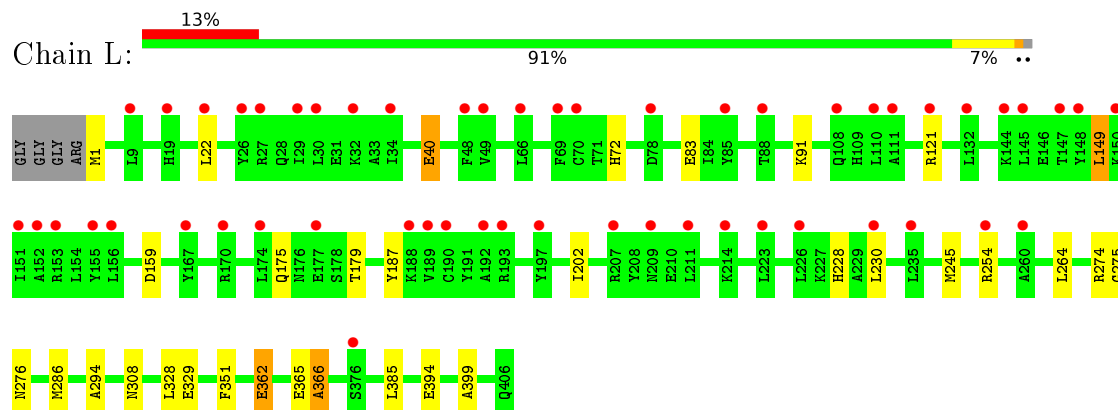 13%
Chain L:
91%
7%
••
GLY GLY GLY ARG M1 L9 H19 L22 Y26 R27 Q28 I29 L30 E31 K32 A33 I34 E40 F48 V49 L66 F69 C70 T71 H72 D78 E83 I84 Y85 T88 K91 Q108 H109 L110 A111 R121 L132 K144 L145 E146 T147 Y148 L149 K150
I151 A152 R153 L154 Y155 L156 D159 Y167 R170 L174 Q175 N176 E177 S178 T179 Y187 K188 V189 C190 Y191 A192 R193 Y197 I202 R207 Y208 N209 E210 L211 K214 L223 L226 K227 H228 A229 L230 L235 M245 R254 A260 L264 R274 C275
N276 M286 A294 N308 L328 E329 F351 E362 E365 A366 S376 L385 E394 A399 Q406